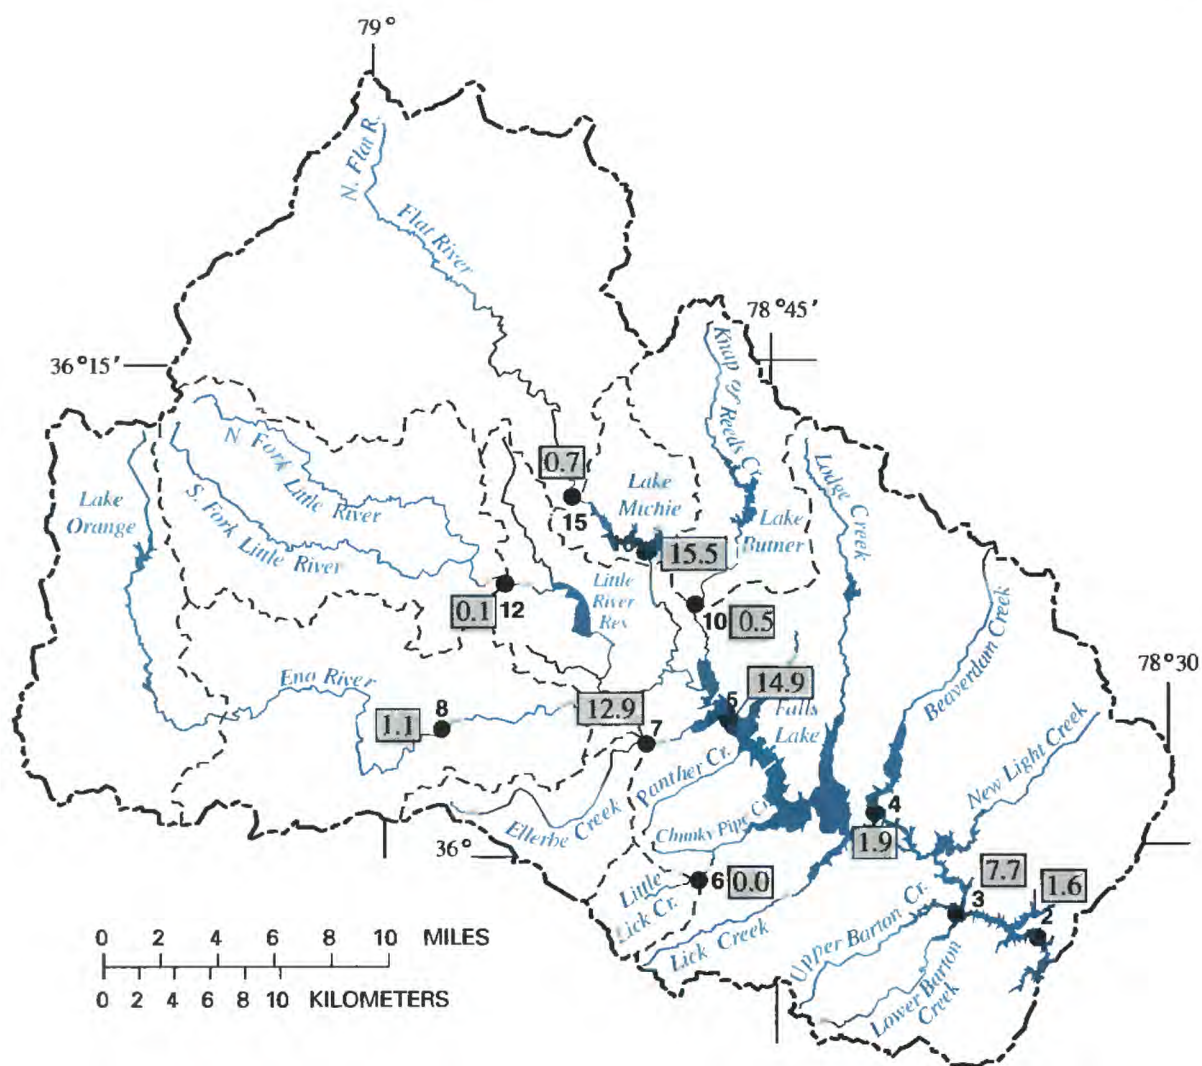 79°
N. Flat R.
Flat River
78°45′
36°15′
Knap of Reeds Cr.
N. Fork Little River
S. Fork Little River
Lake
Orange
0.7
15
Lake
Michie
Lodge Creek
Lake
Butner
15.5
Little
River
Res
0.1
12
10
0.5
Beaverdam Creek
78°30
Eno River
14.9
5
Falls
Lake
12.9
8
1.1
7
Panther Cr.
New Light Creek
Ellerbe Creek
Chunky Pipe Cr.
4
1.9
36°
Little
Lick Cr.
6
0.0
7.7
1.6
3
2
Lick Creek
Upper Barton Cr.
Lower Barton
Creek
0 2 4 6 8 10 MILES
0 2 4 6 8 10 KILOMETERS